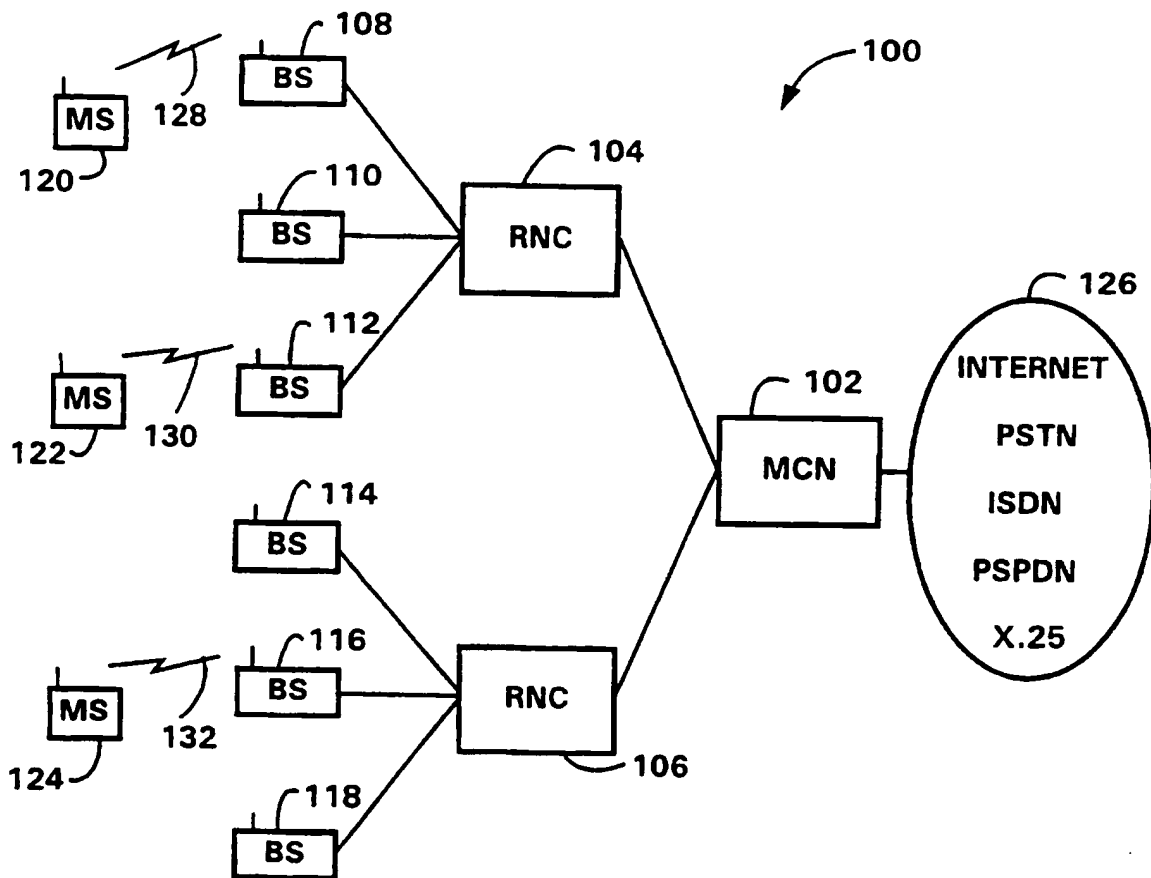 108
BS
100
MS
128
120
104
110
BS
RNC
126
112
BS
INTERNET
MS
102
130
122
PSTN
MCN
114
ISDN
BS
PSPDN
116
X.25
BS
RNC
MS
132
124
106
118
BS